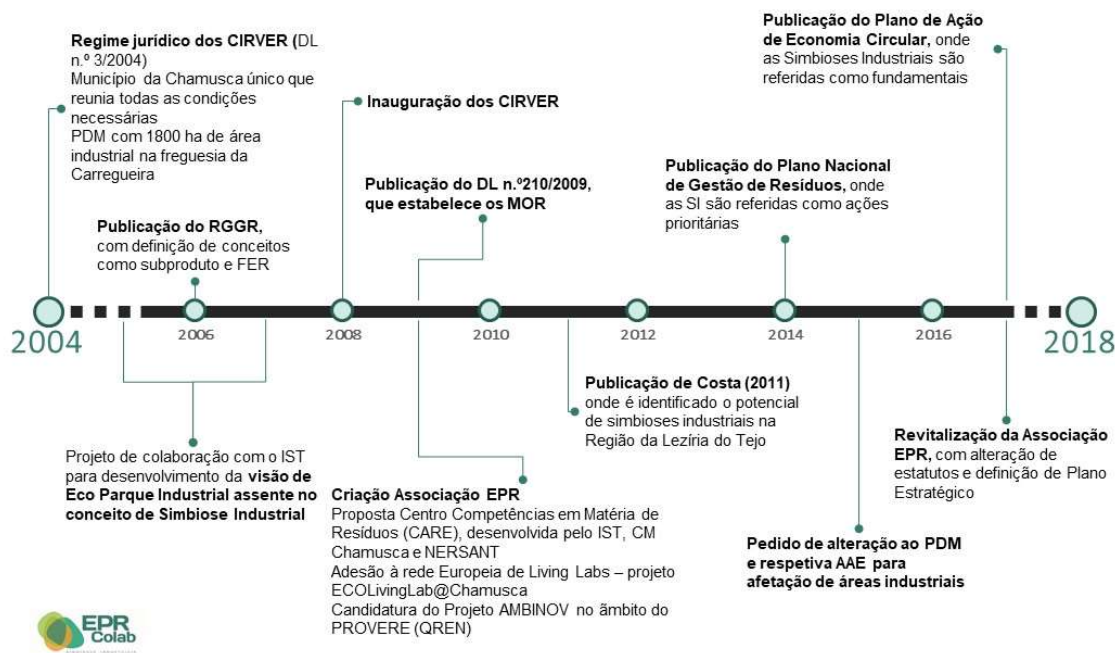 Regime jurídico dos CIRVER (DL
n.º 3/2004)
Município da Chamusca único que
reunia todas as condições
necessárias
PDM com 1800 ha de área
industrial na freguesia da
Carregueira
Publicação do RGGR,
com definição de conceitos
como subproduto e FER
Inauguração dos CIRVER
Publicação do DL n.º210/2009,
que estabelece os MOR
Publicação do Plano Nacional
de Gestão de Resíduos, onde
as SI são referidas como ações
prioritárias
Publicação do Plano de Ação
de Economia Circular, onde
as Simbioses Industriais são
referidas como fundamentais
2004
2006
2008
2010
2012
2014
2016
2018
Projeto de colaboração com o IST
para desenvolvimento da visão de
Eco Parque Industrial assente no
conceito de Simbiose Industrial
Criação Associação EPR
Proposta Centro Competências em Matéria de
Resíduos (CARE), desenvolvida pelo IST, CM
Chamusca e NERSANT
Adesão à rede Europeia de Living Labs – projeto
ECOLivingLab@Chamusca
Candidatura do Projeto AMBINOV no âmbito do
PROVERE (QREN)
Publicação de Costa (2011)
onde é identificado o potencial
de simbioses industriais na
Região da Lezíria do Tejo
Pedido de alteração ao PDM
e respetiva AAE para
afetação de áreas industriais
Revitalização da Associação
EPR, com alteração de
estatutos e definição de Plano
Estratégico
EPR
Colab